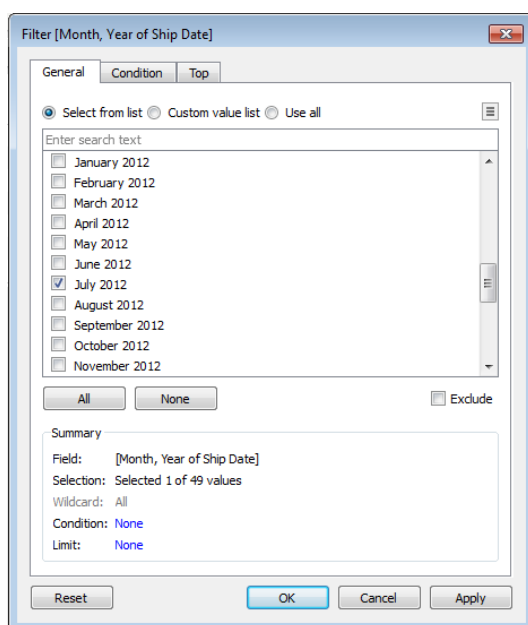 Filter [Month, Year of Ship Date]
General Condition Top
Select from list Custom value list Use all
Enter search text
January 2012
February 2012
March 2012
April 2012
May 2012
June 2012
July 2012
August 2012
September 2012
October 2012
November 2012
All None Exclude
Summary
Field: [Month, Year of Ship Date]
Selection: Selected 1 of 49 values
Wildcard: All
Condition: None
Limit: None
Reset OK Cancel Apply